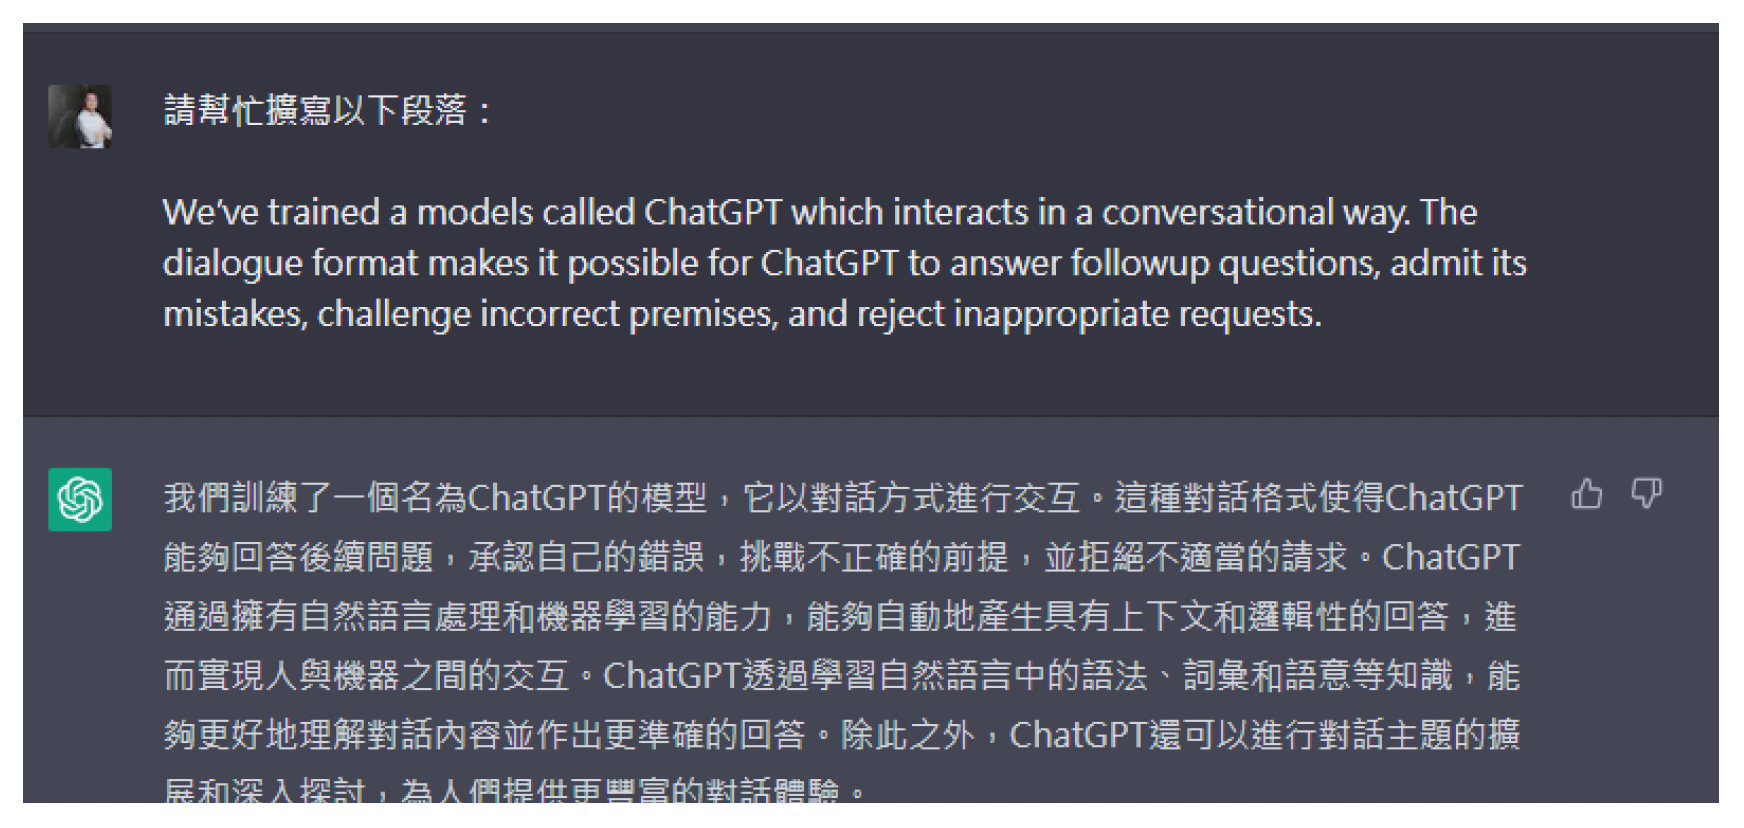 請幫忙擴寫以下段落：
We've trained a models called ChatGPT which interacts in a conversational way. The
dialogue format makes it possible for ChatGPT to answer followup questions, admit its
mistakes, challenge incorrect premises, and reject inappropriate requests.
我們訓練了一個名為ChatGPT的模型，它以對話方式進行交互。這種對話格式使得ChatGPT
能夠回答後續問題，承認自己的錯誤，挑戰不正確的前提，並拒絕不適當的請求。ChatGPT
通過擁有自然語言處理和機器學習的能力，能夠自動地產生具有上下文和邏輯性的回答，進
而實現人與機器之間的交互。ChatGPT透過學習自然語言中的語法、詞彙和語意等知識，能
夠更好地理解對話內容並作出更準確的回答。除此之外，ChatGPT還可以進行對話主題的擴
展和深入探討，為人們提供更豐富的對話體驗。